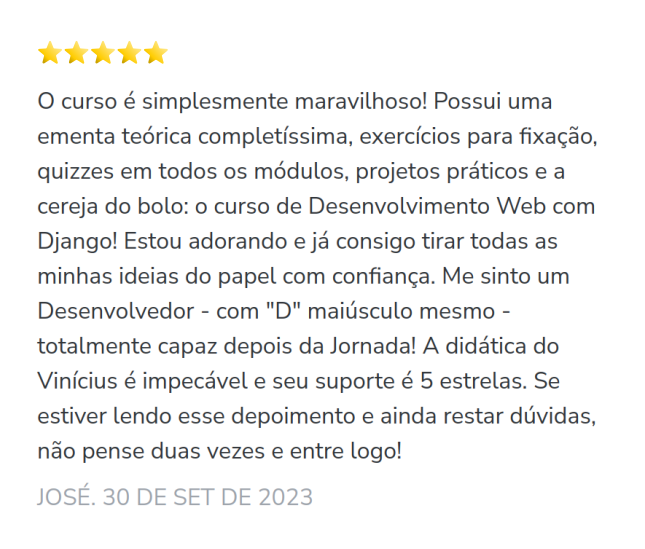 O curso é simplesmente maravilhoso! Possui uma
ementa teórica completíssima, exercícios para fixação,
quizzes em todos os módulos, projetos práticos e a
cereja do bolo: o curso de Desenvolvimento Web com
Django! Estou adorando e já consigo tirar todas as
minhas ideias do papel com confiança. Me sinto um
Desenvolvedor - com "D" maiúsculo mesmo -
totalmente capaz depois da Jornada! A didática do
Vinícius é impecável e seu suporte é 5 estrelas. Se
estiver lendo esse depoimento e ainda restar dúvidas,
não pense duas vezes e entre logo!
JOSÉ. 30 DE SET DE 2023